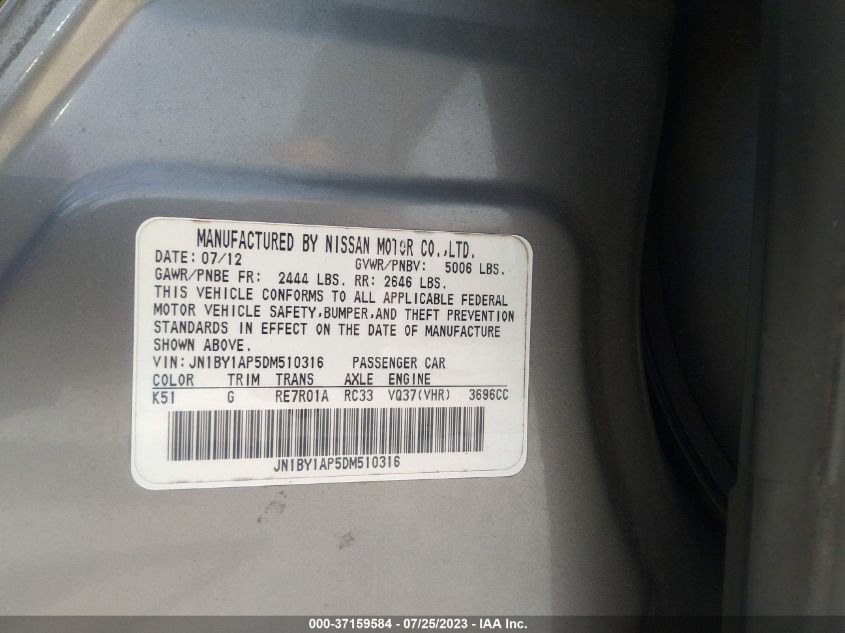 MANUFACTURED BY NISSAN MOTOR CO.,LTD.
DATE: 07/12 GVWR/PNBV: 5006 LBS.
GAWR/PNBE FR: 2444 LBS. RR: 2646 LBS.
THIS VEHICLE CONFORMS TO ALL APPLICABLE FEDERAL
MOTOR VEHICLE SAFETY,BUMPER,AND THEFT PREVENTION
STANDARDS IN EFFECT ON THE DATE OF MANUFACTURE
SHOWN ABOVE.
VIN: JN1BY1AP5DM510316 PASSENGER CAR
COLOR TRIM TRANS AXLE ENGINE
K51 G RE7R01A RC33 VQ37(VHR) 3696CC
JN1BY1AP5DM510316
000-37159584 - 07/25/2023 - IAA Inc.